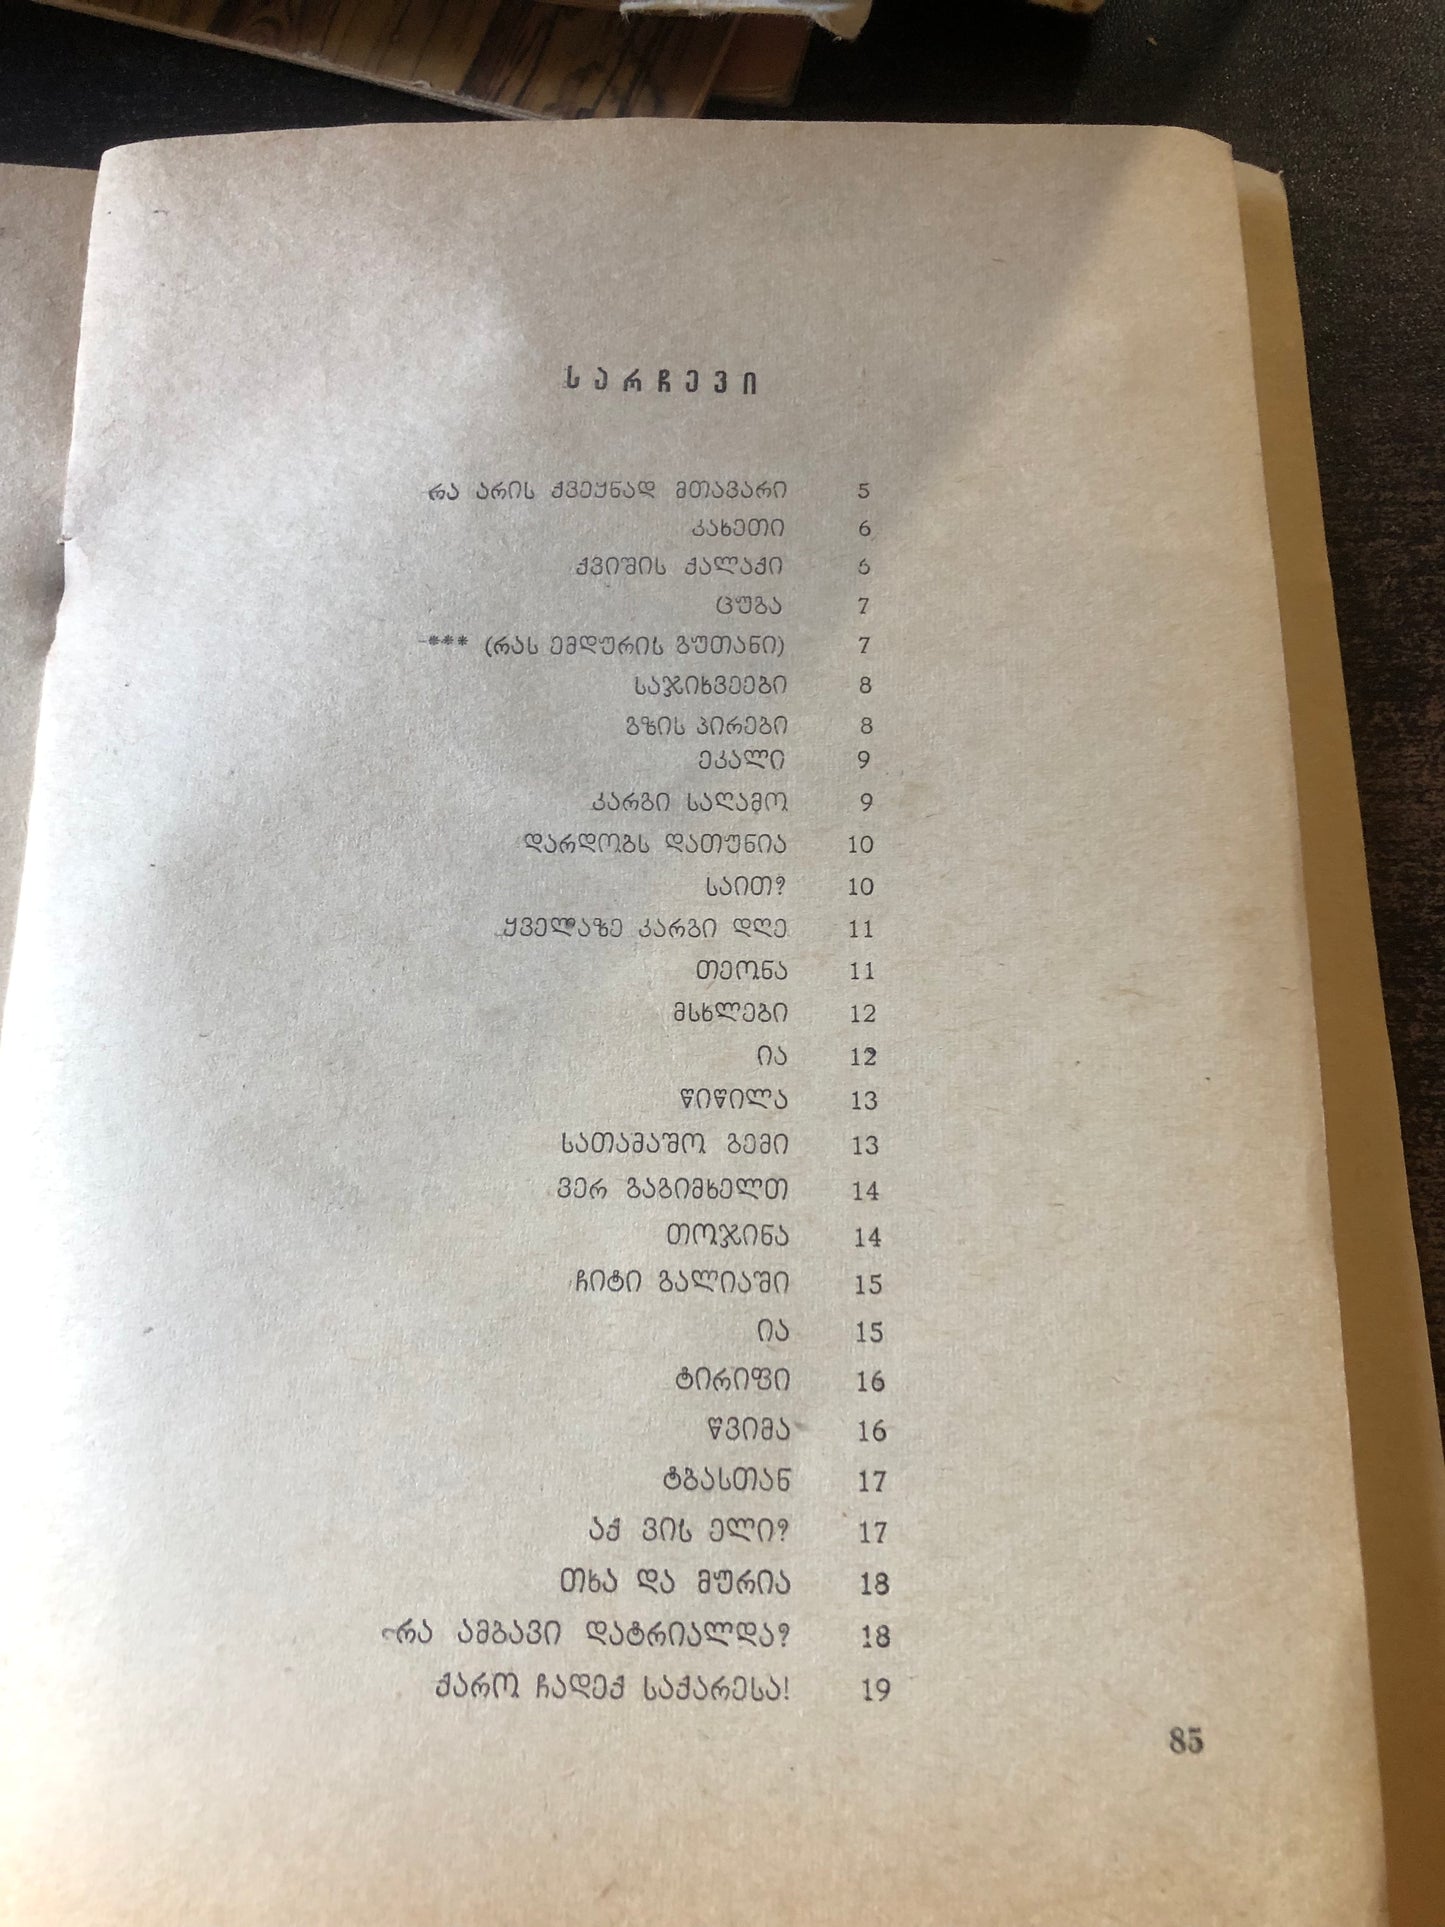 სარჩევი
რა არის ქვეყნად მთავარი 5
კახეთი 6
ქვიშის ქალაქი 6
ცუგა 7
*** (რას ემდურის გუთანი) 7
საჯიხვეები 8
გზის პირები 8
ეკალი 9
კარგი საღამო 9
დარდობს დათუნია 10
საით? 10
ყველაზე კარგი დღე 11
თეონა 11
მსხლები 12
ია 12
წიწილა 13
სათამაშო გემი 13
ვერ გაგიმხელთ 14
თოჯინა 14
ჩიტი გალიაში 15
ია 15
ტირიფი 16
წვიმა 16
ტბასთან 17
აქ ვის ელი? 17
თხა და მურია 18
რა ამბავი დატრიალდა? 18
ქარო ჩადექ საქარესა! 19
85